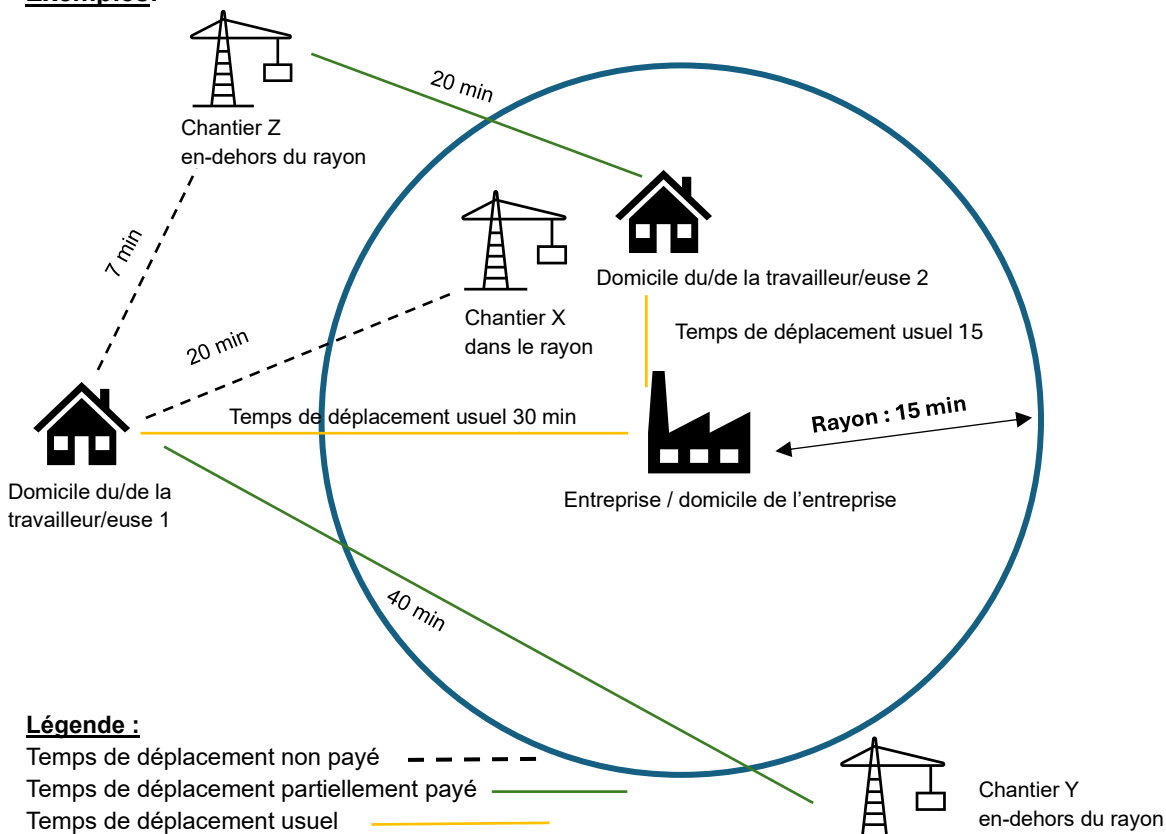 Exemples:
20 min
Chantier Z
en-dehors du rayon
7 min
Domicile du/de la travailleur/euse 2
Chantier X
dans le rayon
20 min
Temps de déplacement usuel 15
Temps de déplacement usuel 30 min
Rayon : 15 min
Domicile du/de la
travailleur/euse 1
Entreprise / domicile de l’entreprise
40 min
Légende :
Temps de déplacement non payé
Temps de déplacement partiellement payé
Temps de déplacement usuel
Chantier Y
en-dehors du rayon